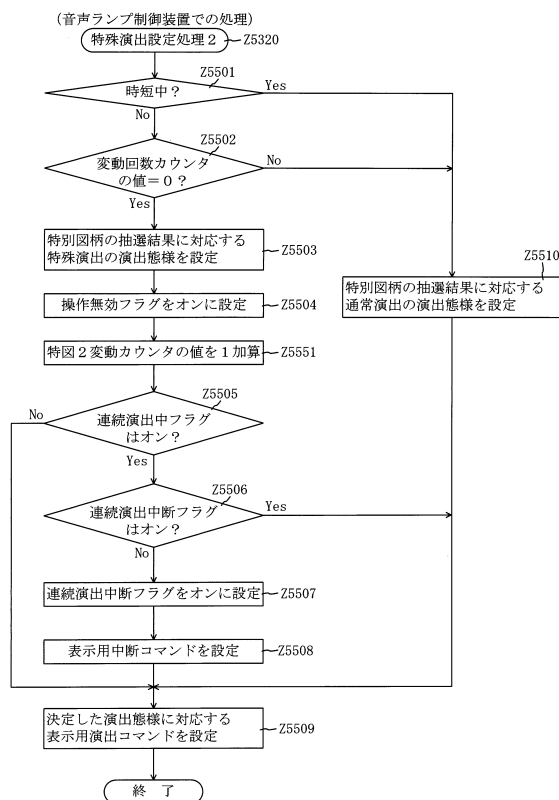 (音声ランプ制御装置での処理)
特殊演出設定処理2
Z5320
Z5501
時短中？
Yes
No
Z5502
変動回数カウンタ
の値＝０？
No
Yes
特別図柄の抽選結果に対応する
特殊演出の演出態様を設定
Z5503
Z5510
特別図柄の抽選結果に対応する
通常演出の演出態様を設定
操作無効フラグをオンに設定
Z5504
特図２変動カウンタの値を１加算
Z5551
Z5505
No
連続演出中フラグ
はオン？
Yes
Z5506
連続演出中断フラグ
はオン？
Yes
No
連続演出中断フラグをオンに設定
Z5507
表示用中断コマンドを設定
Z5508
決定した演出態様に対応する
表示用演出コマンドを設定
Z5509
終 了